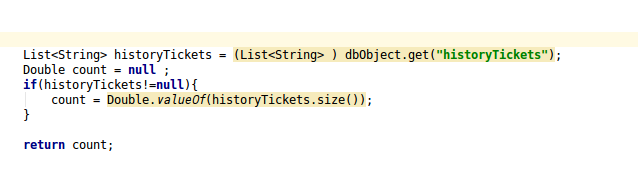 List<String> historyTickets = (List<String> ) dbObject.get("historyTickets");
Double count = null ;
if(historyTickets!=null){
    count = Double.valueOf(historyTickets.size());
}
return count;